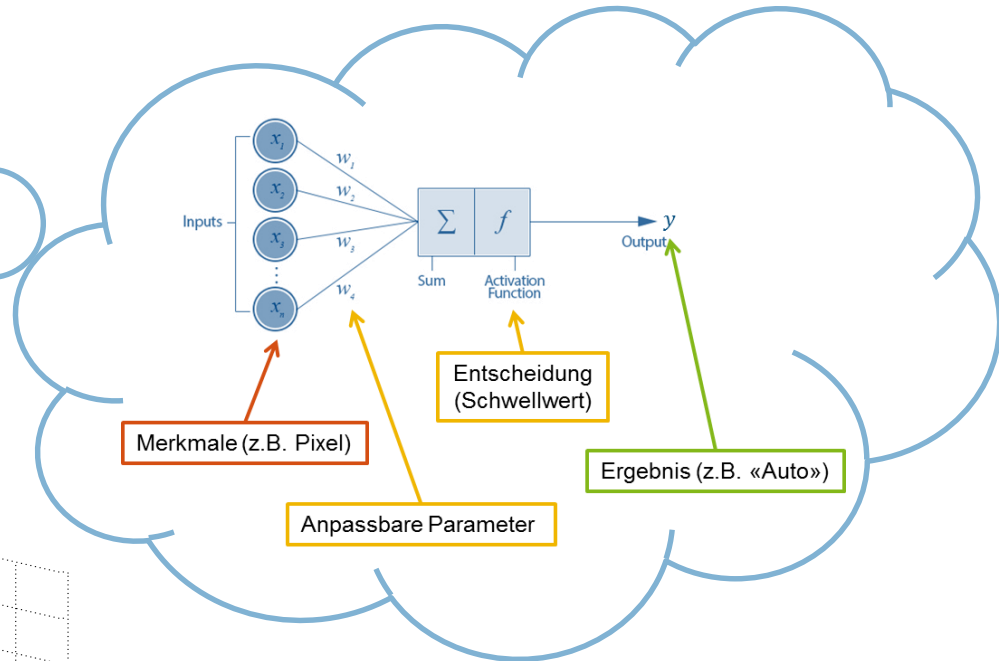 x₁
w₁
x₂
w₂
Inputs
x₃
w₃
⋮
xₙ
w₄
∑
f
y
Output
Sum
Activation
Function
Entscheidung
(Schwellwert)
Merkmale (z.B. Pixel)
Ergebnis (z.B. «Auto»)
Anpassbare Parameter